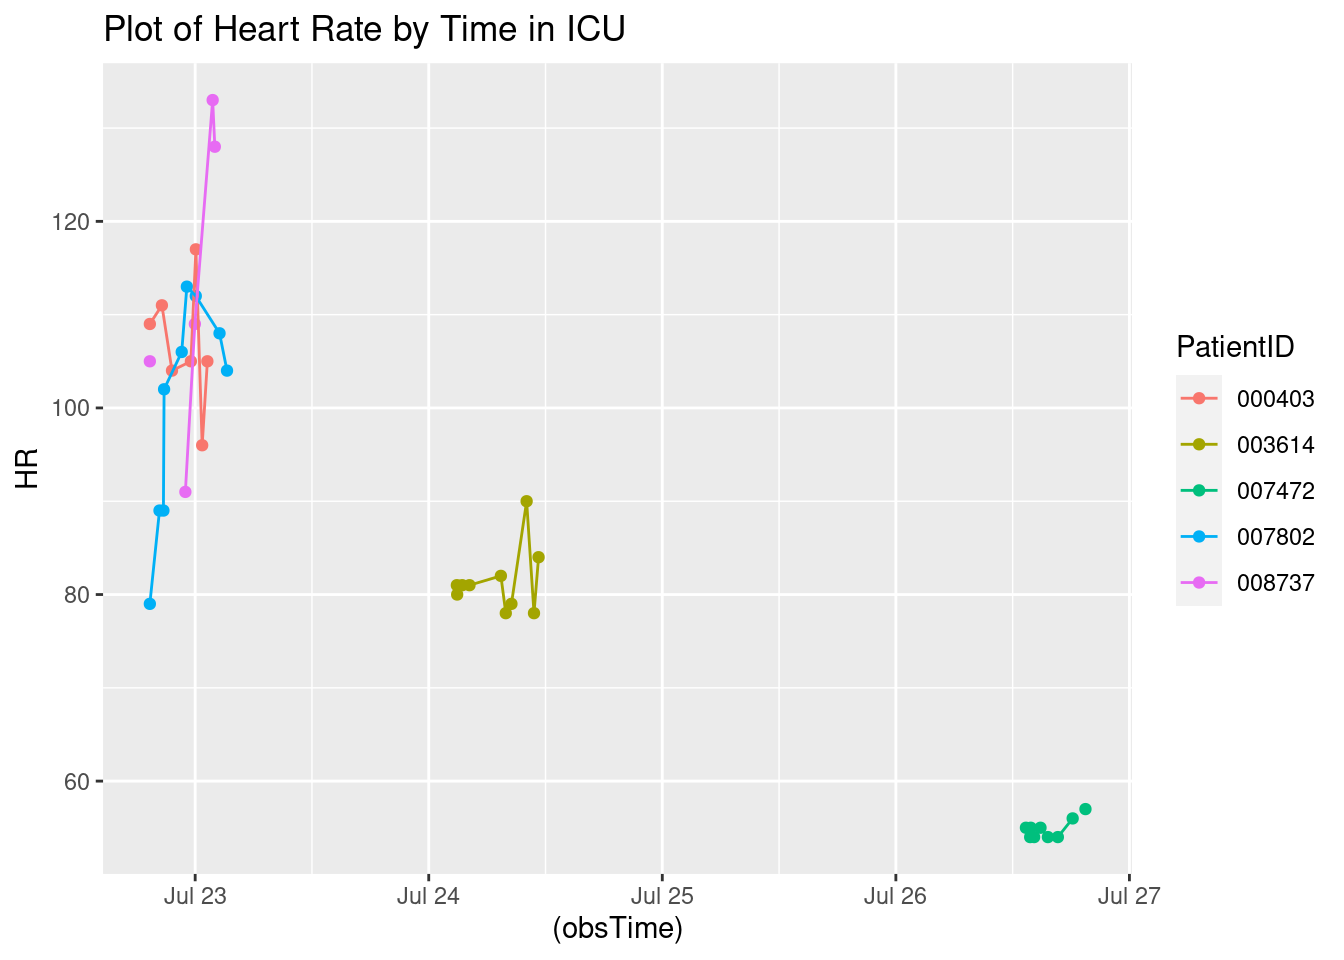 Plot of Heart Rate by Time in ICU
120
100
80
60
HR
Jul 23
Jul 24
Jul 25
Jul 26
Jul 27
(obsTime)
PatientID
000403
003614
007472
007802
008737